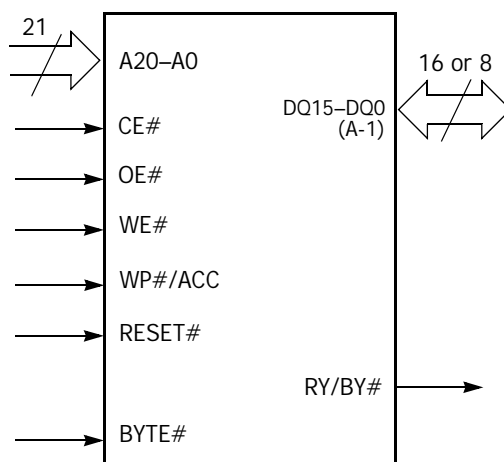 21
A20–A0
16 or 8
DQ15–DQ0
(A-1)
CE#
OE#
WE#
WP#/ACC
RESET#
RY/BY#
BYTE#